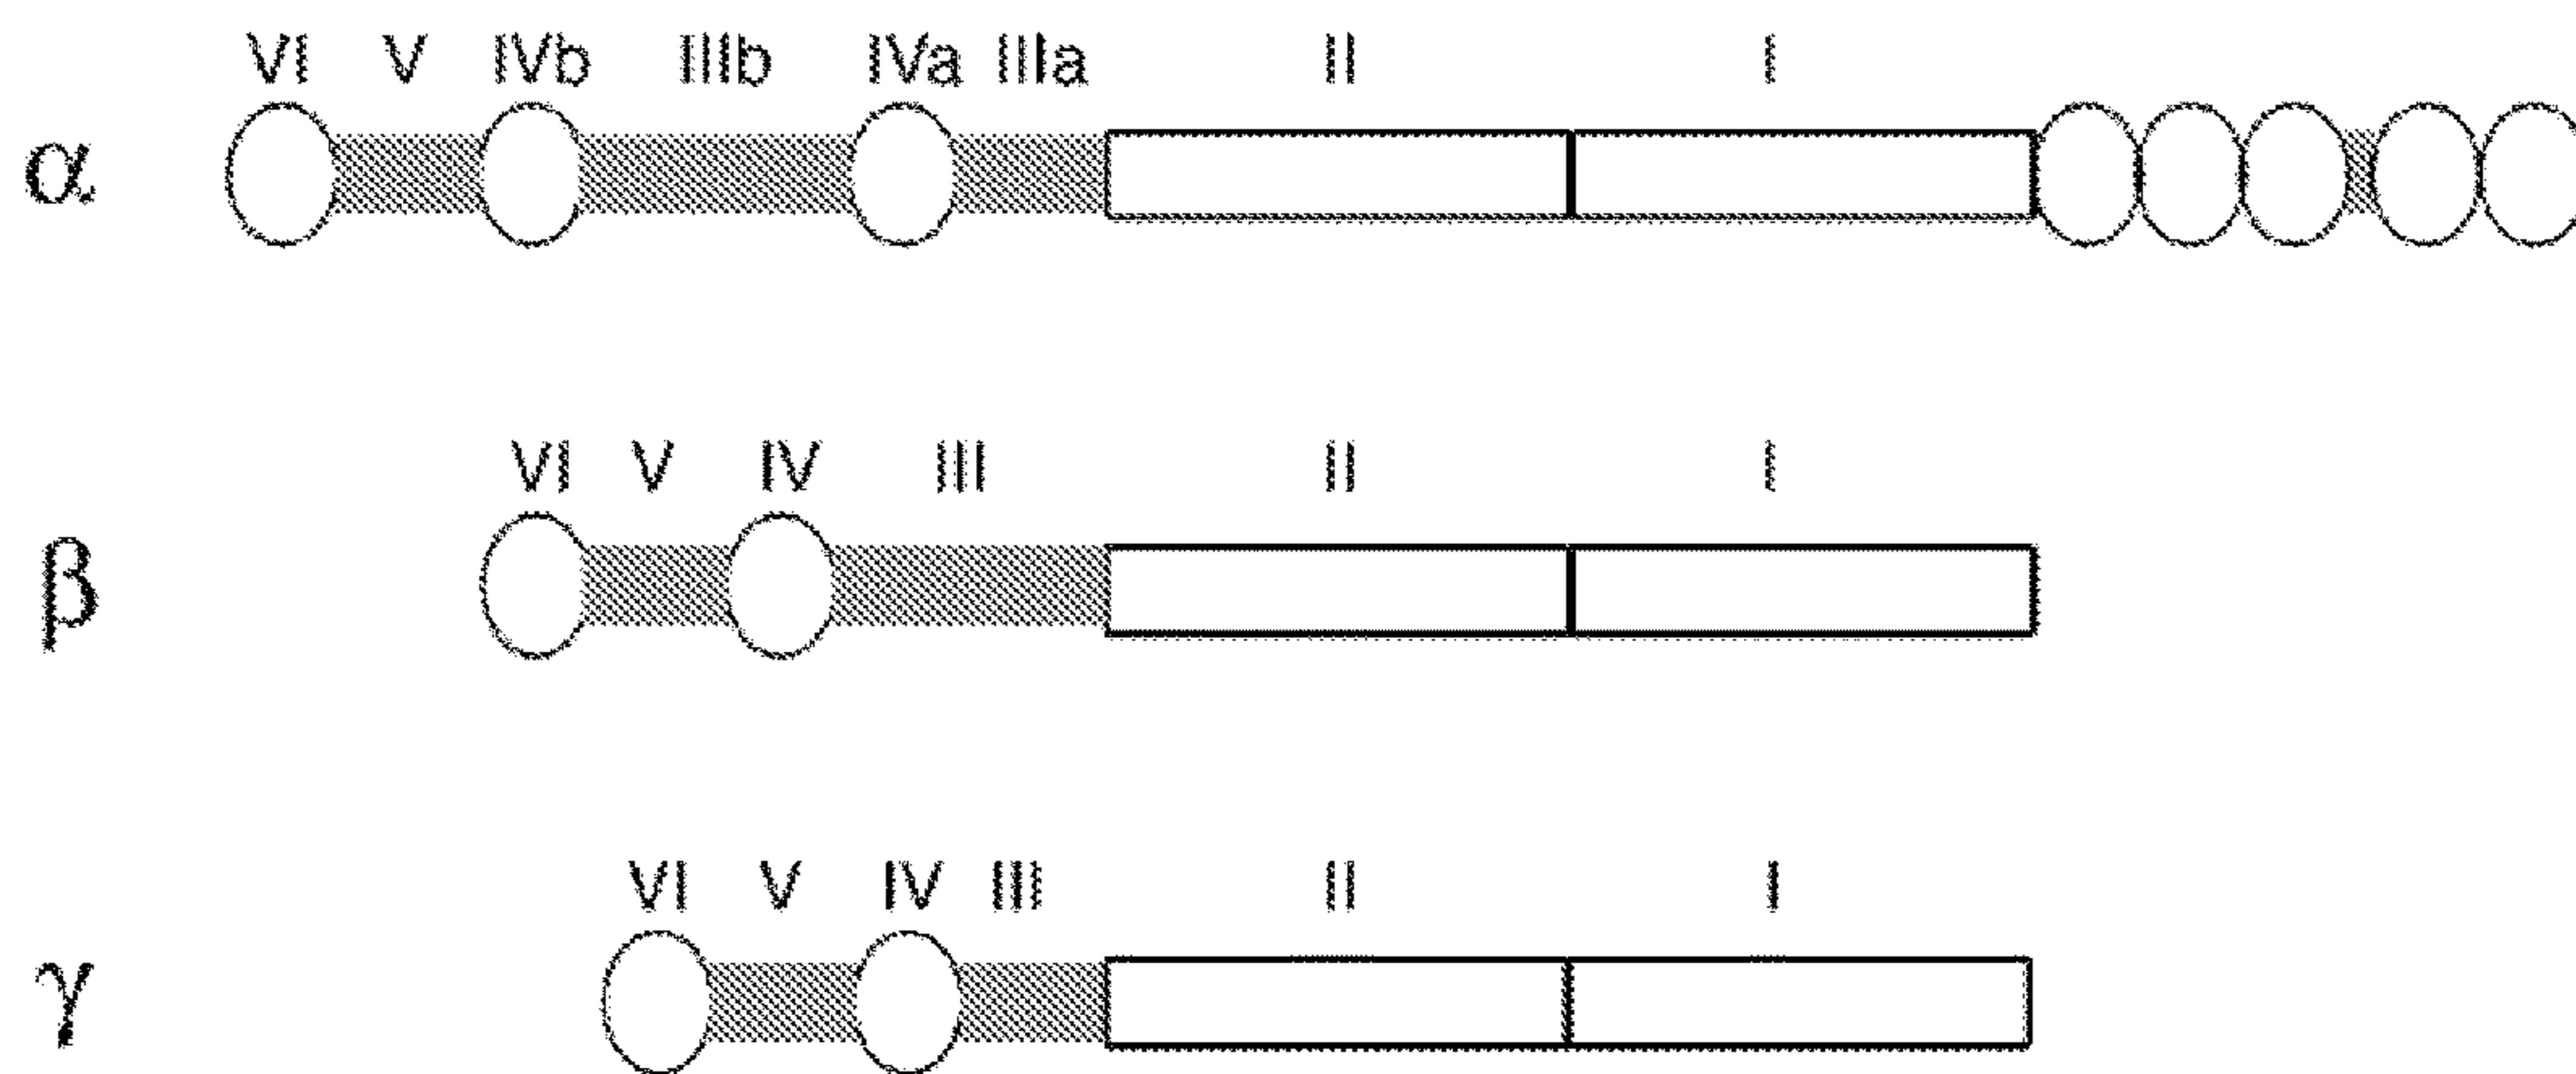 VI V IVb IIIb IVa IIIa II I
α
VI V IV III II I
β
VI V IV III II I
γ